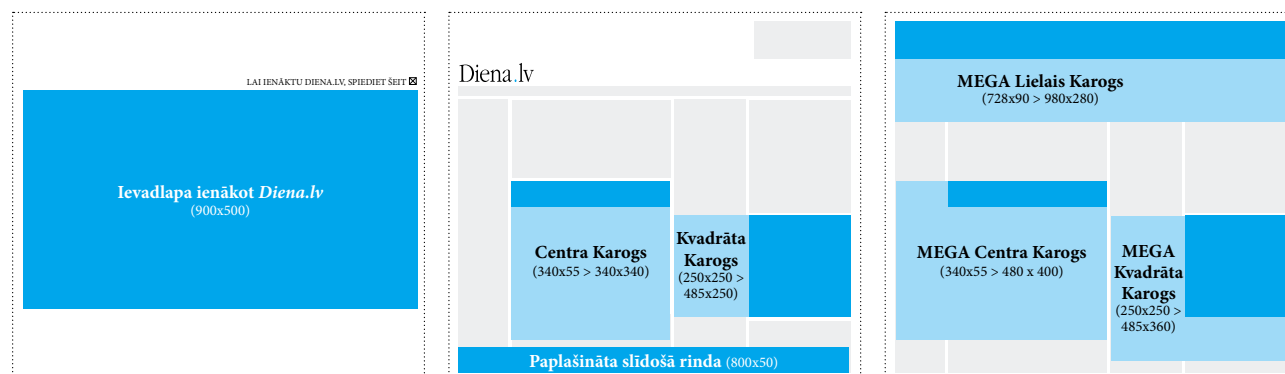 LAI IENĀKTU DIENA.LV, SPIEDIET ŠEIT
Ievadlapa ienākot Diena.lv
(900x500)
Diena.lv
Centra Karogs
(340x55 > 340x340)
Kvadrāta
Karogs
(250x250 >
485x250)
Paplašināta slīdošā rinda (800x50)
MEGA Lielais Karogs
(728x90 > 980x280)
MEGA Centra Karogs
(340x55 > 480 x 400)
MEGA
Kvadrāta
Karogs
(250x250 >
485x360)